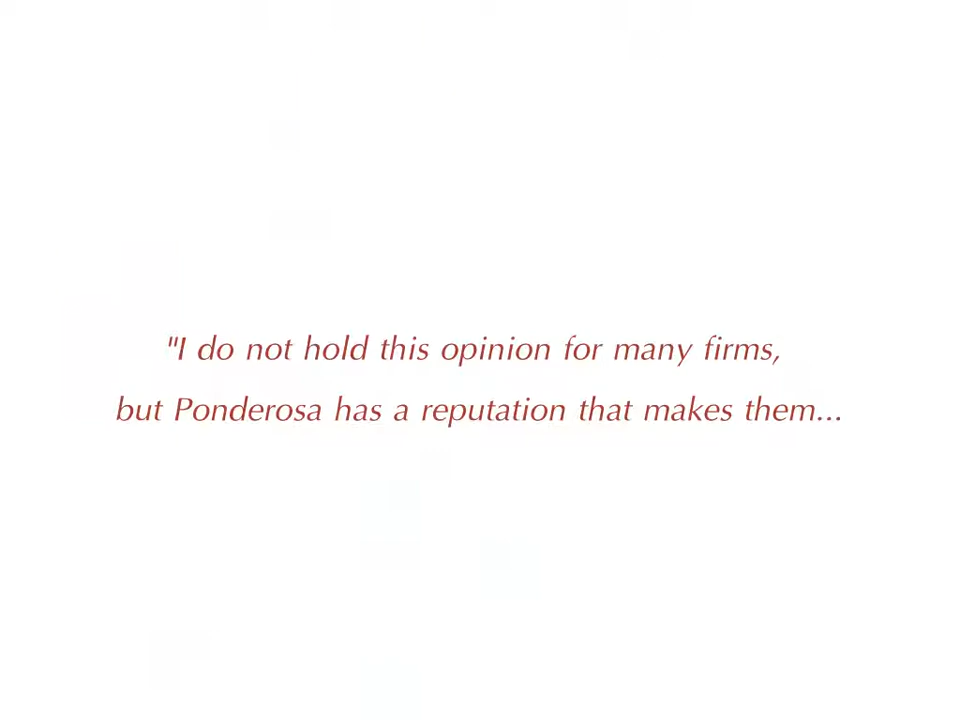 "I do not hold this opinion for many firms,
but Ponderosa has a reputation that makes them...